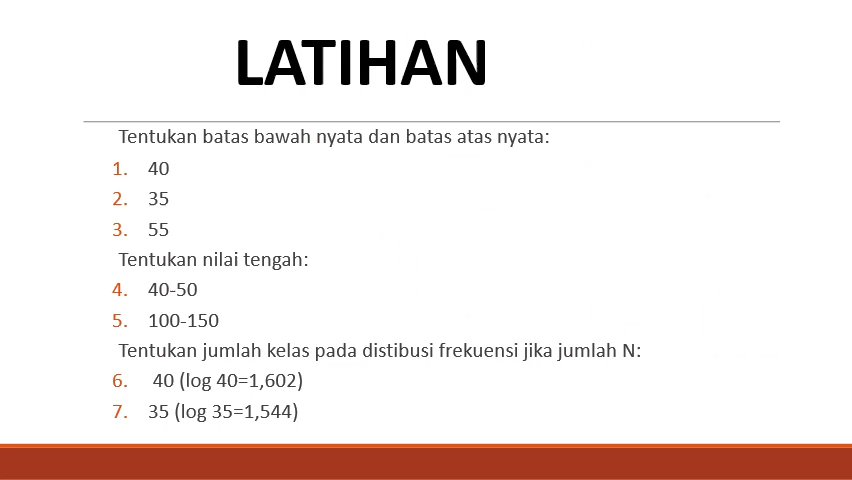 LATIHAN
Tentukan batas bawah nyata dan batas atas nyata:
1. 40
2. 35
3. 55
Tentukan nilai tengah:
4. 40-50
5. 100-150
Tentukan jumlah kelas pada distibusi frekuensi jika jumlah N:
6. 40 (log 40=1,602)
7. 35 (log 35=1,544)